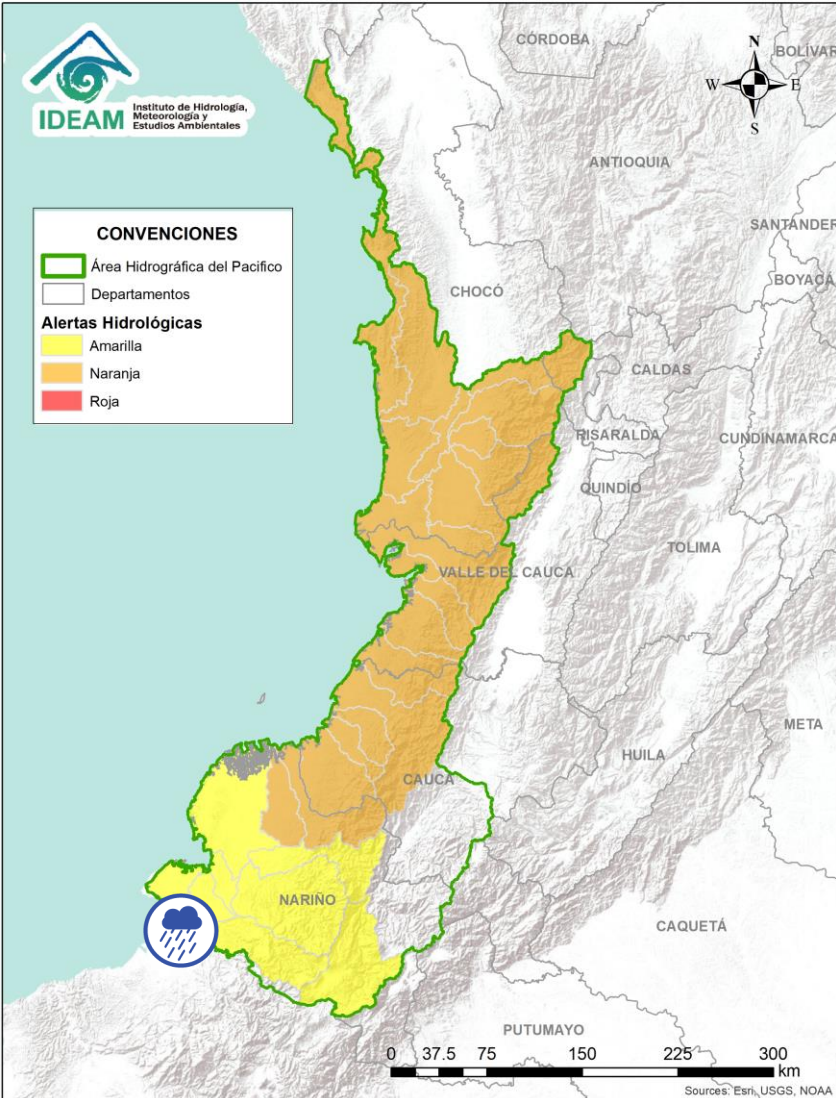 IDEAM
Instituto de Hidrología,
Meteorología y
Estudios Ambientales
N
W
E
S
CÓRDOBA
BOLÍVAR
ANTIOQUIA
SANTANDER
BOYACÁ
CHOCÓ
CALDAS
RISARALDA
CUNDINAMARCA
QUINDÍO
TOLIMA
VALLE DEL CAUCA
META
HUILA
CAUCA
NARIÑO
CAQUETÁ
PUTUMAYO
CONVENCIONES
Área Hidrográfica del Pacifico
Departamentos
Alertas Hidrológicas
Amarilla
Naranja
Roja
0 37.5 75 150 225 300
km
Sources: Esri, USGS, NOAA